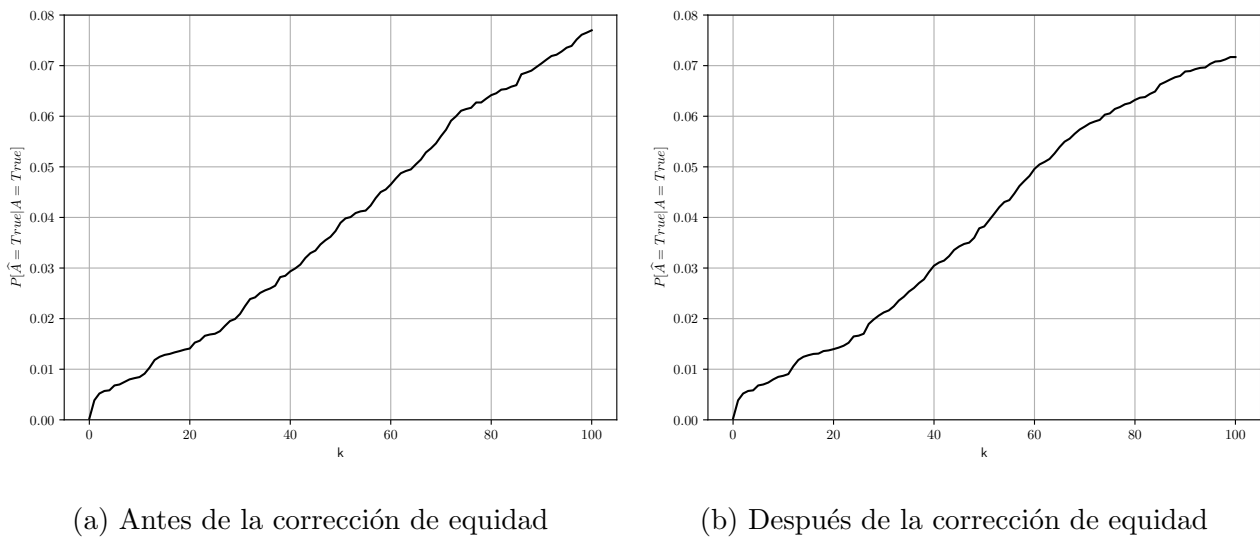 0.08
0.07
0.06
0.05
0.04
0.03
0.02
0.01
0.00
P[Â = True|A = True]
0 20 40 60 80 100
k
(a) Antes de la corrección de equidad
0.08
0.07
0.06
0.05
0.04
0.03
0.02
0.01
0.00
P[Â = True|A = True]
0 20 40 60 80 100
k
(b) Después de la corrección de equidad